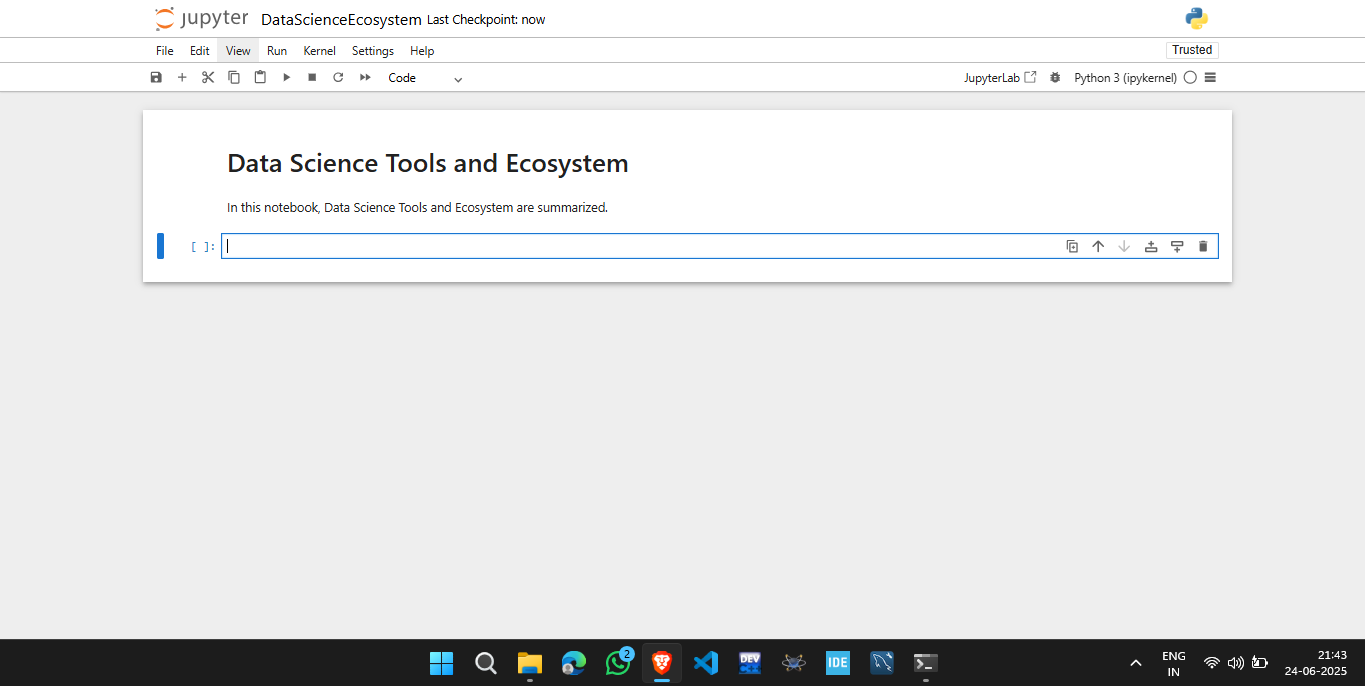 jupyter DataScienceEcosystem Last Checkpoint: now
File Edit View Run Kernel Settings Help Trusted
Code JupyterLab Python 3 (ipykernel)
Data Science Tools and Ecosystem
In this notebook, Data Science Tools and Ecosystem are summarized.
[ ]:
2 DEV IDE ENG 21:43
IN 24-06-2025